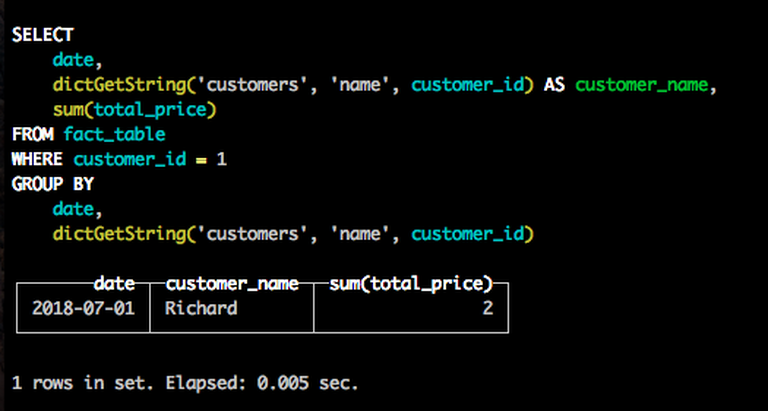 SELECT
    date,
    dictGetString('customers', 'name', customer_id) AS customer_name,
    sum(total_price)
FROM fact_table
WHERE customer_id = 1
GROUP BY
    date,
    dictGetString('customers', 'name', customer_id)
date customer_name sum(total_price)
2018-07-01 Richard 2
1 rows in set. Elapsed: 0.005 sec.